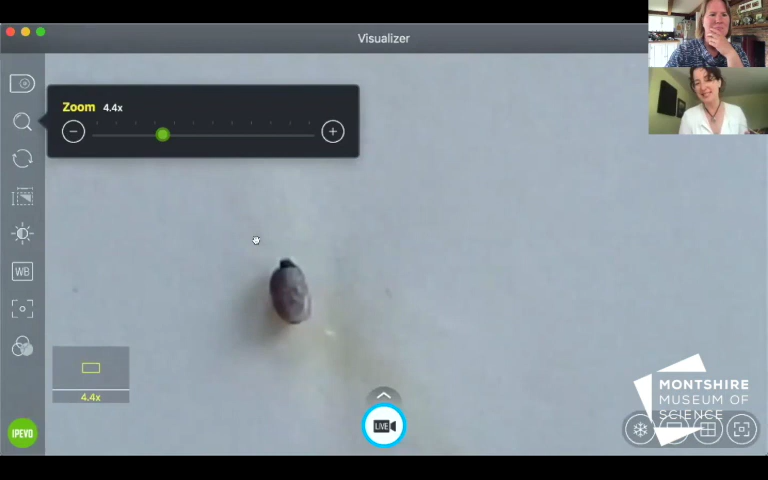 Visualizer
Zoom 4.4x
WB
4.4x
IPEVO
LIVE
MONTSHIRE
MUSEUM OF
SCIENCE